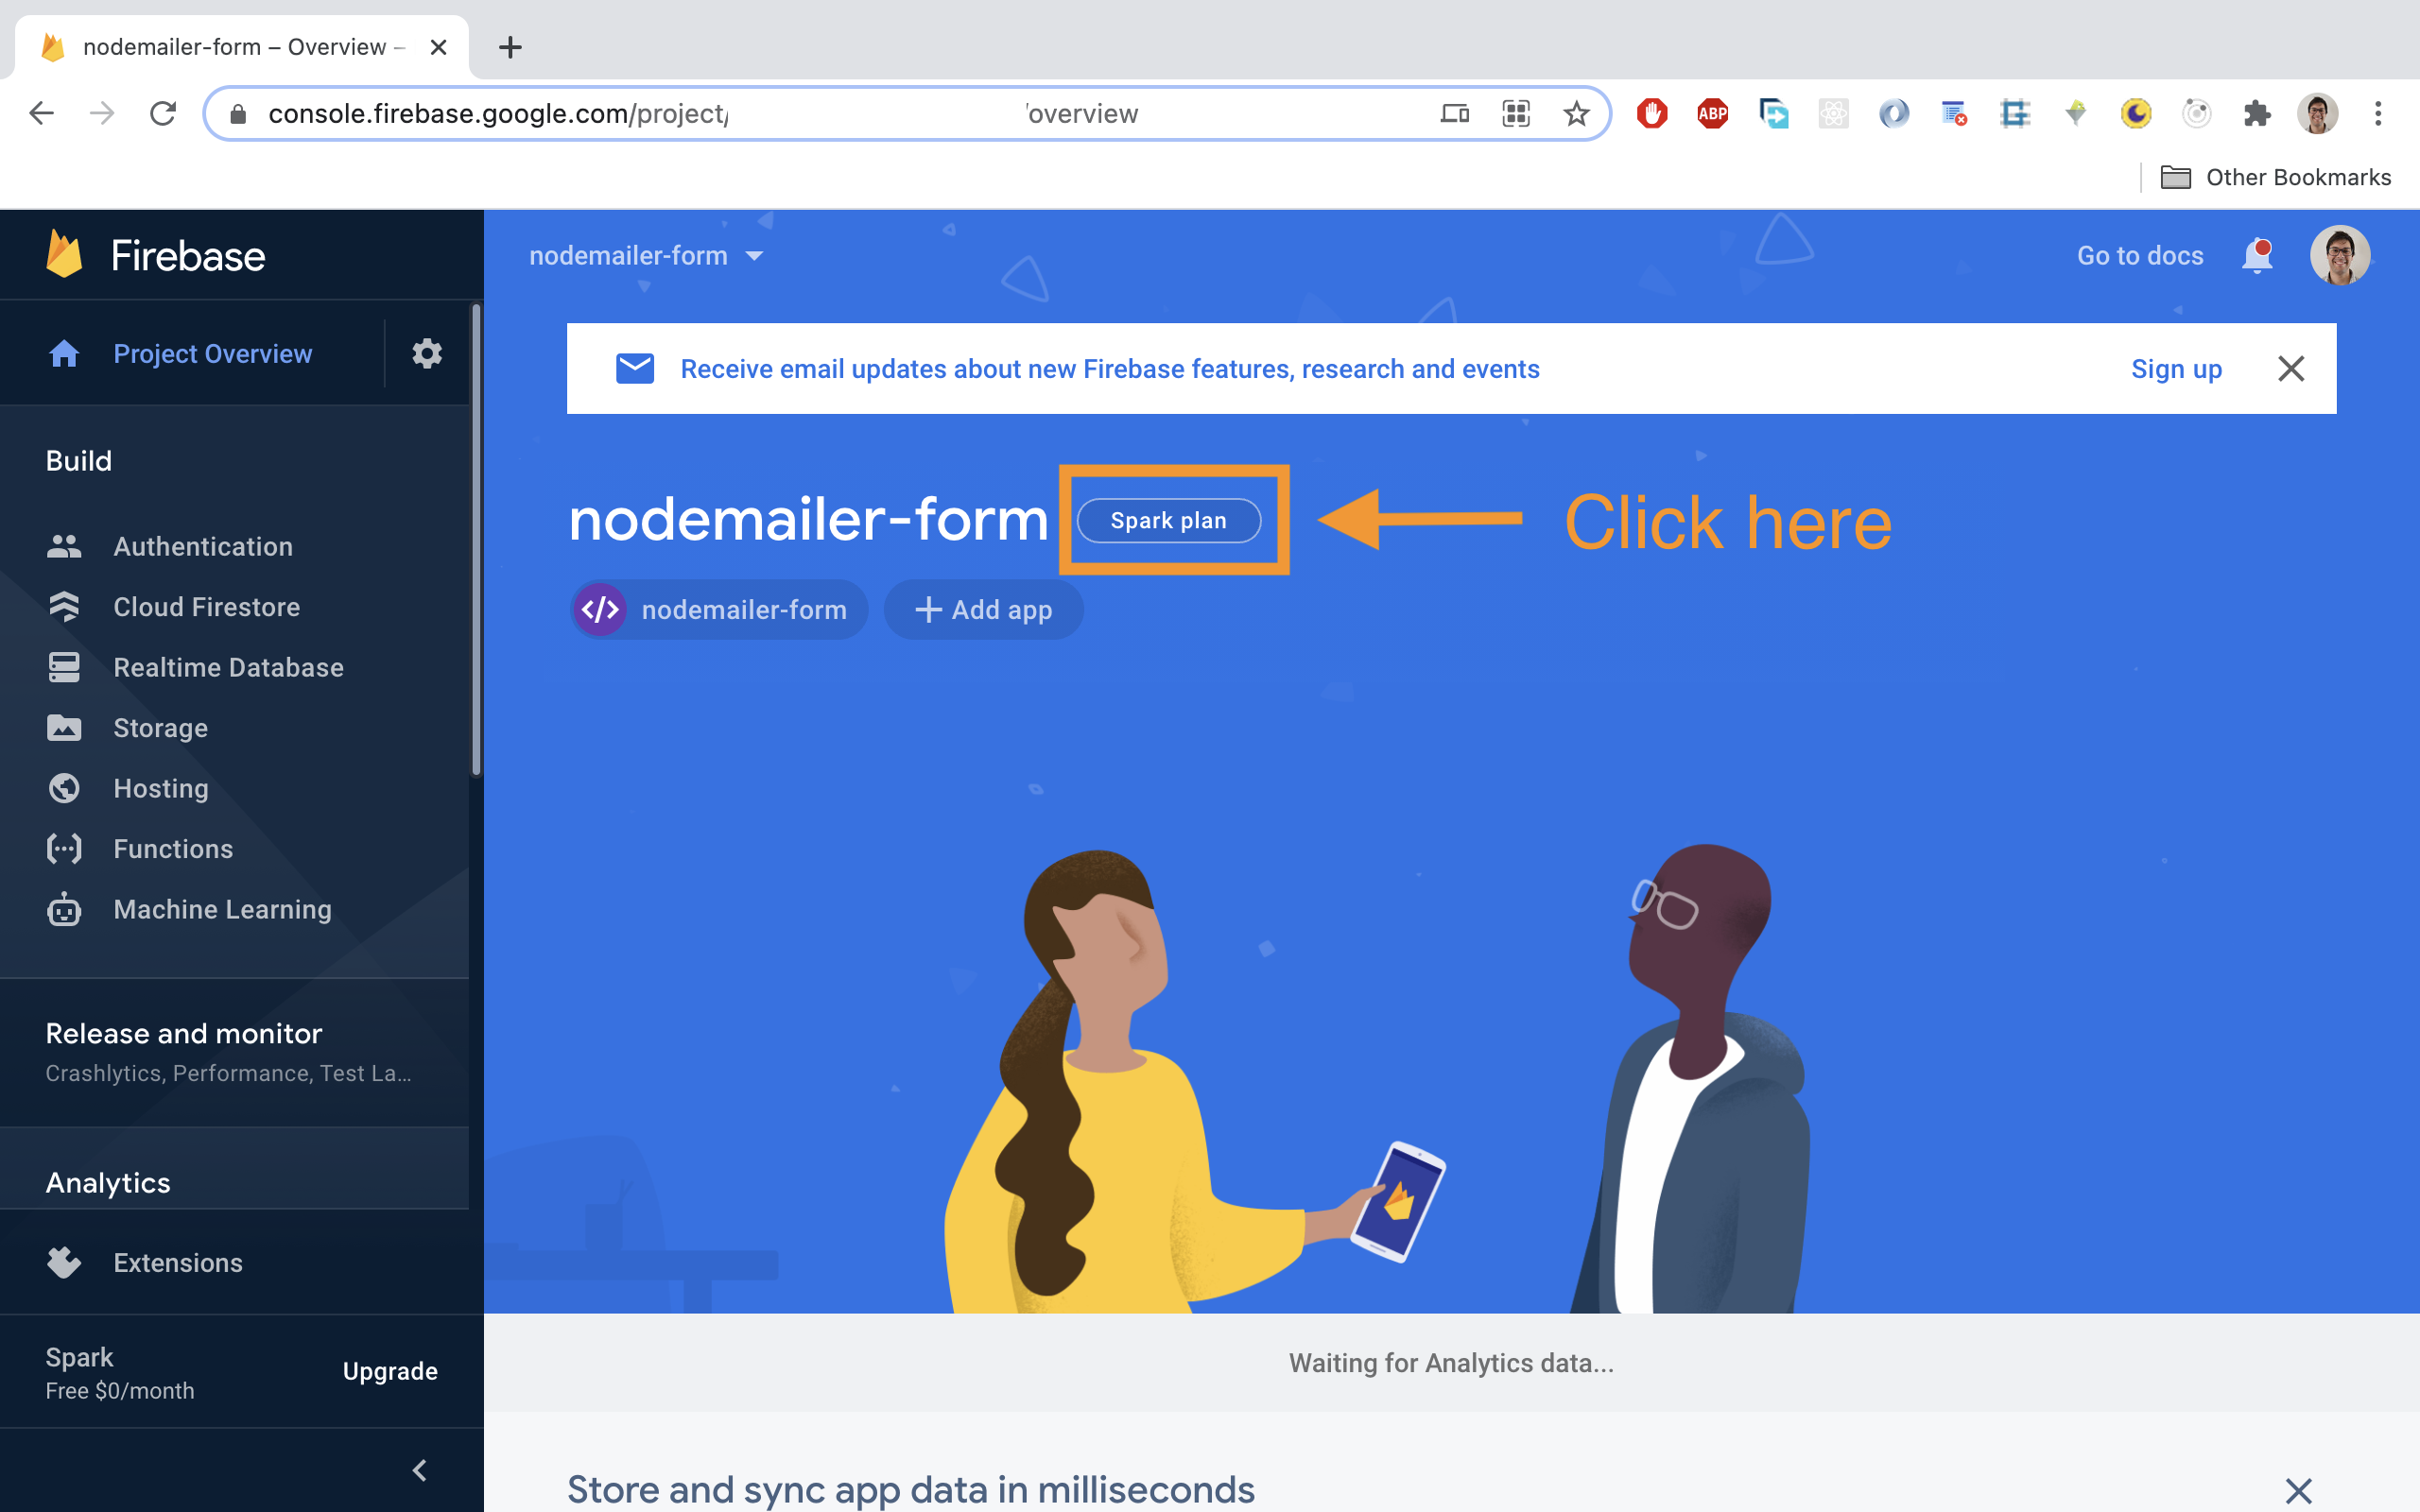 nodemailer-form – Overview –
console.firebase.google.com/project/ /overview
ABP
Other Bookmarks
Firebase
nodemailer-form
Go to docs
Project Overview
Receive email updates about new Firebase features, research and events
Sign up
Build
nodemailer-form
Spark plan
Click here
Authentication
nodemailer-form
Add app
Cloud Firestore
Realtime Database
Storage
Hosting
Functions
Machine Learning
Release and monitor
Crashlytics, Performance, Test La...
Analytics
Extensions
Spark
Free $0/month
Upgrade
Waiting for Analytics data...
Store and sync app data in milliseconds